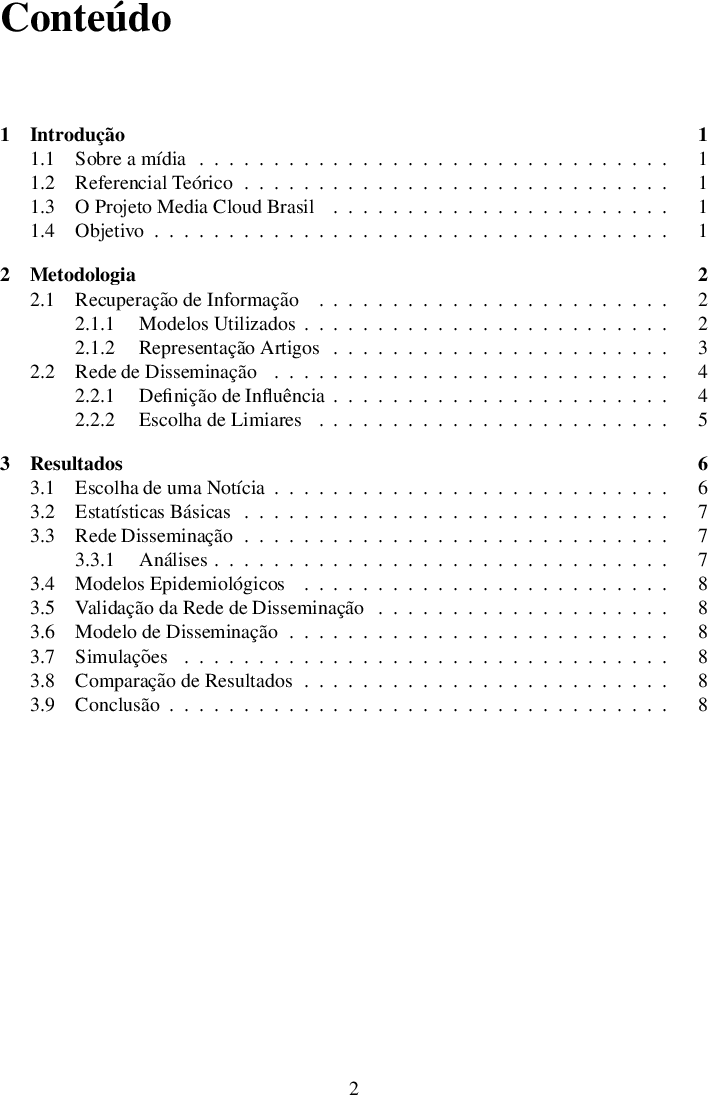 Conteúdo
1 Introdução 1
1.1 Sobre a mídia . . . . . . . . . . . . . . . . . . . . . . . . . . . . . . . . 1
1.2 Referencial Teórico . . . . . . . . . . . . . . . . . . . . . . . . . . . . . 1
1.3 O Projeto Media Cloud Brasil . . . . . . . . . . . . . . . . . . . . . . . 1
1.4 Objetivo . . . . . . . . . . . . . . . . . . . . . . . . . . . . . . . . . . . 1
2 Metodologia 2
2.1 Recuperação de Informação . . . . . . . . . . . . . . . . . . . . . . . . 2
2.1.1 Modelos Utilizados . . . . . . . . . . . . . . . . . . . . . . . . . 2
2.1.2 Representação Artigos . . . . . . . . . . . . . . . . . . . . . . . 3
2.2 Rede de Disseminação . . . . . . . . . . . . . . . . . . . . . . . . . . . 4
2.2.1 Definição de Influência . . . . . . . . . . . . . . . . . . . . . . . 4
2.2.2 Escolha de Limiares . . . . . . . . . . . . . . . . . . . . . . . . 5
3 Resultados 6
3.1 Escolha de uma Notícia . . . . . . . . . . . . . . . . . . . . . . . . . . . 6
3.2 Estatísticas Básicas . . . . . . . . . . . . . . . . . . . . . . . . . . . . . 7
3.3 Rede Disseminação . . . . . . . . . . . . . . . . . . . . . . . . . . . . . 7
3.3.1 Análises . . . . . . . . . . . . . . . . . . . . . . . . . . . . . . . 7
3.4 Modelos Epidemiológicos . . . . . . . . . . . . . . . . . . . . . . . . . 8
3.5 Validação da Rede de Disseminação . . . . . . . . . . . . . . . . . . . . 8
3.6 Modelo de Disseminação . . . . . . . . . . . . . . . . . . . . . . . . . . 8
3.7 Simulações . . . . . . . . . . . . . . . . . . . . . . . . . . . . . . . . . 8
3.8 Comparação de Resultados . . . . . . . . . . . . . . . . . . . . . . . . . 8
3.9 Conclusão . . . . . . . . . . . . . . . . . . . . . . . . . . . . . . . . . . 8
2